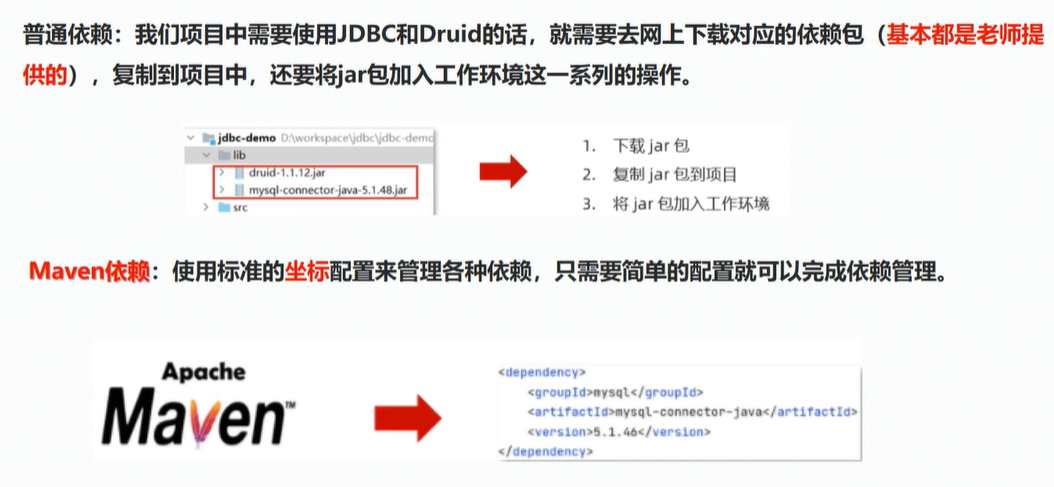 普通依赖：我们项目中需要使用JDBC和Druid的话，就需要去网上下载对应的依赖包（基本都是老师提
供的），复制到项目中，还要将jar包加入工作环境这一系列的操作。
jdbc-demo D:\workspace\jdbc\jdbc-demo
lib
druid-1.1.12.jar
mysql-connector-java-5.1.48.jar
src
1. 下载 jar 包
2. 复制 jar 包到项目
3. 将 jar 包加入工作环境
Maven依赖：使用标准的坐标配置来管理各种依赖，只需要简单的配置就可以完成依赖管理。
Apache
Maven™
<dependency>
<groupId>mysql</groupId>
<artifactId>mysql-connector-java</artifactId>
<version>5.1.46</version>
</dependency>